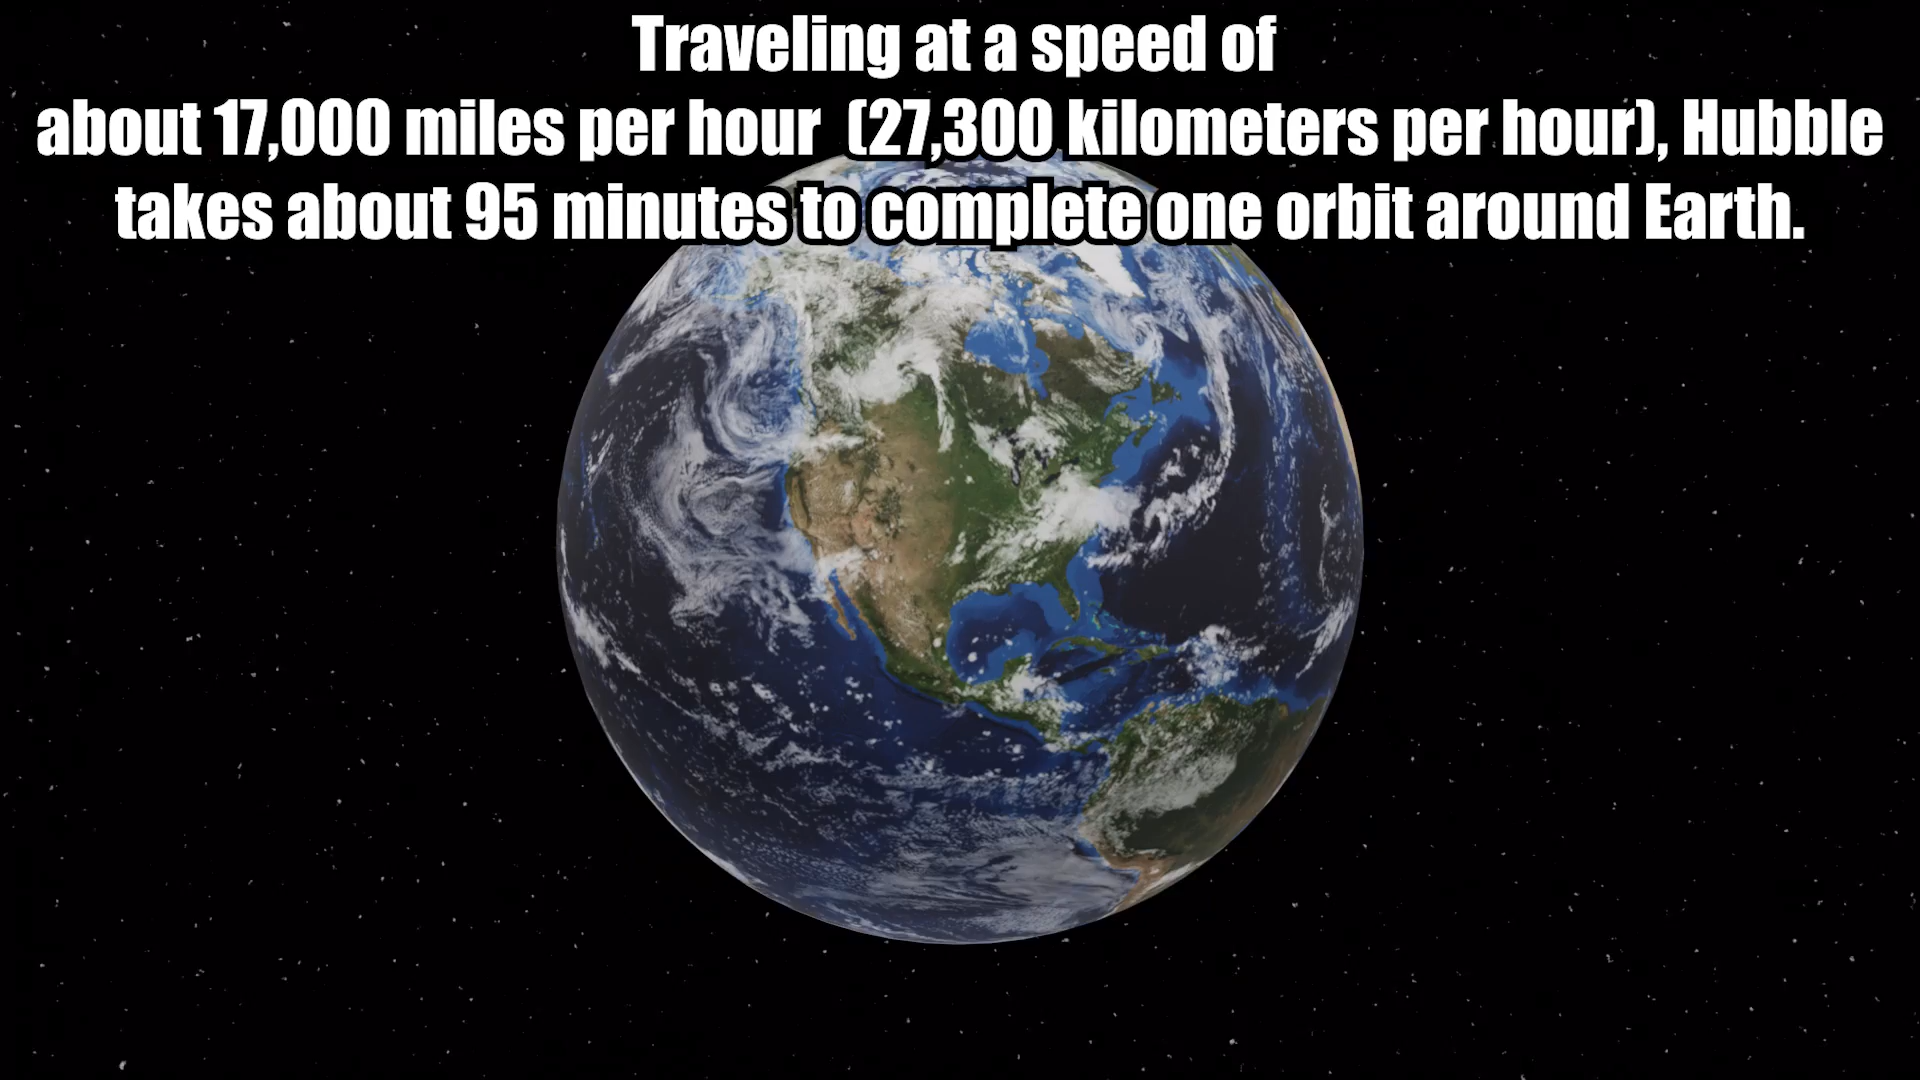 Traveling at a speed of
about 17,000 miles per hour  (27,300 kilometers per hour), Hubble
takes about 95 minutes to complete one orbit around Earth.